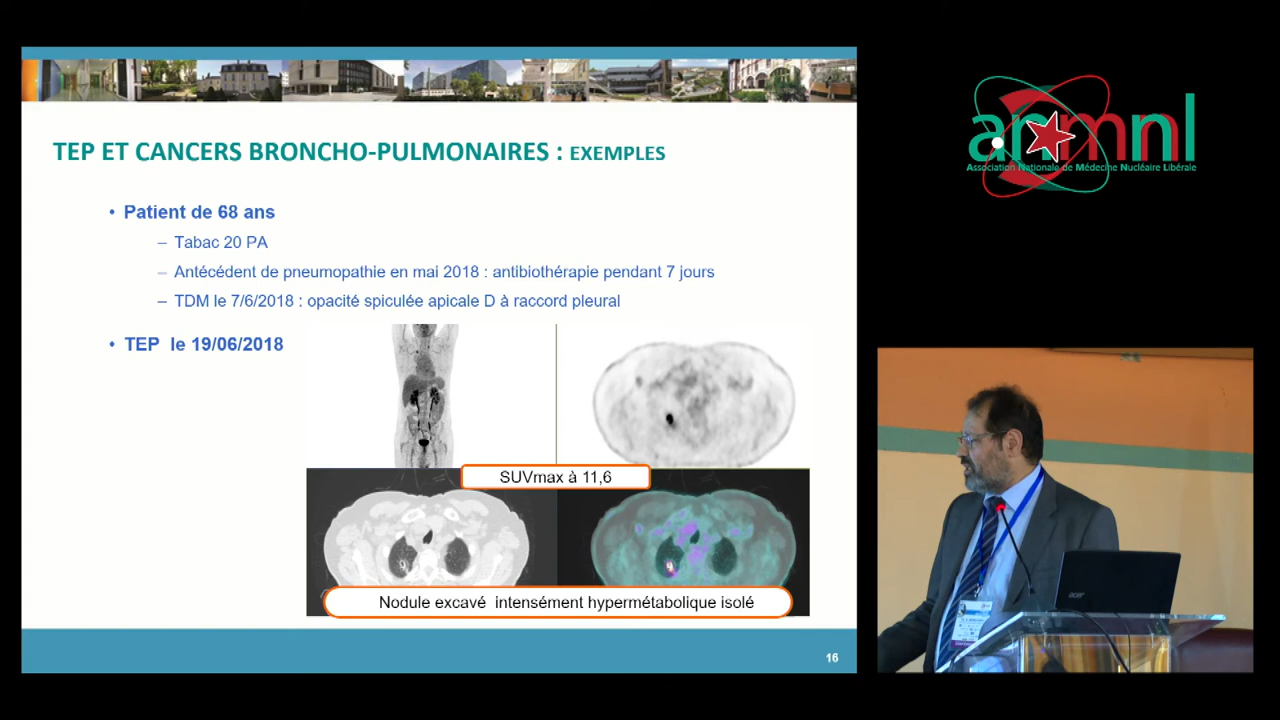 TEP ET CANCERS BRONCHO-PULMONAIRES : EXEMPLES
• Patient de 68 ans
– Tabac 20 PA
– Antécédent de pneumopathie en mai 2018 : antibiothérapie pendant 7 jours
– TDM le 7/6/2018 : opacité spiculée apicale D à raccord pleural
• TEP le 19/06/2018
SUVmax à 11,6
Nodule excavé intensément hypermétabolique isolé
16
anmnl
Association Nationale de Médecine Nucléaire Libérale
acer